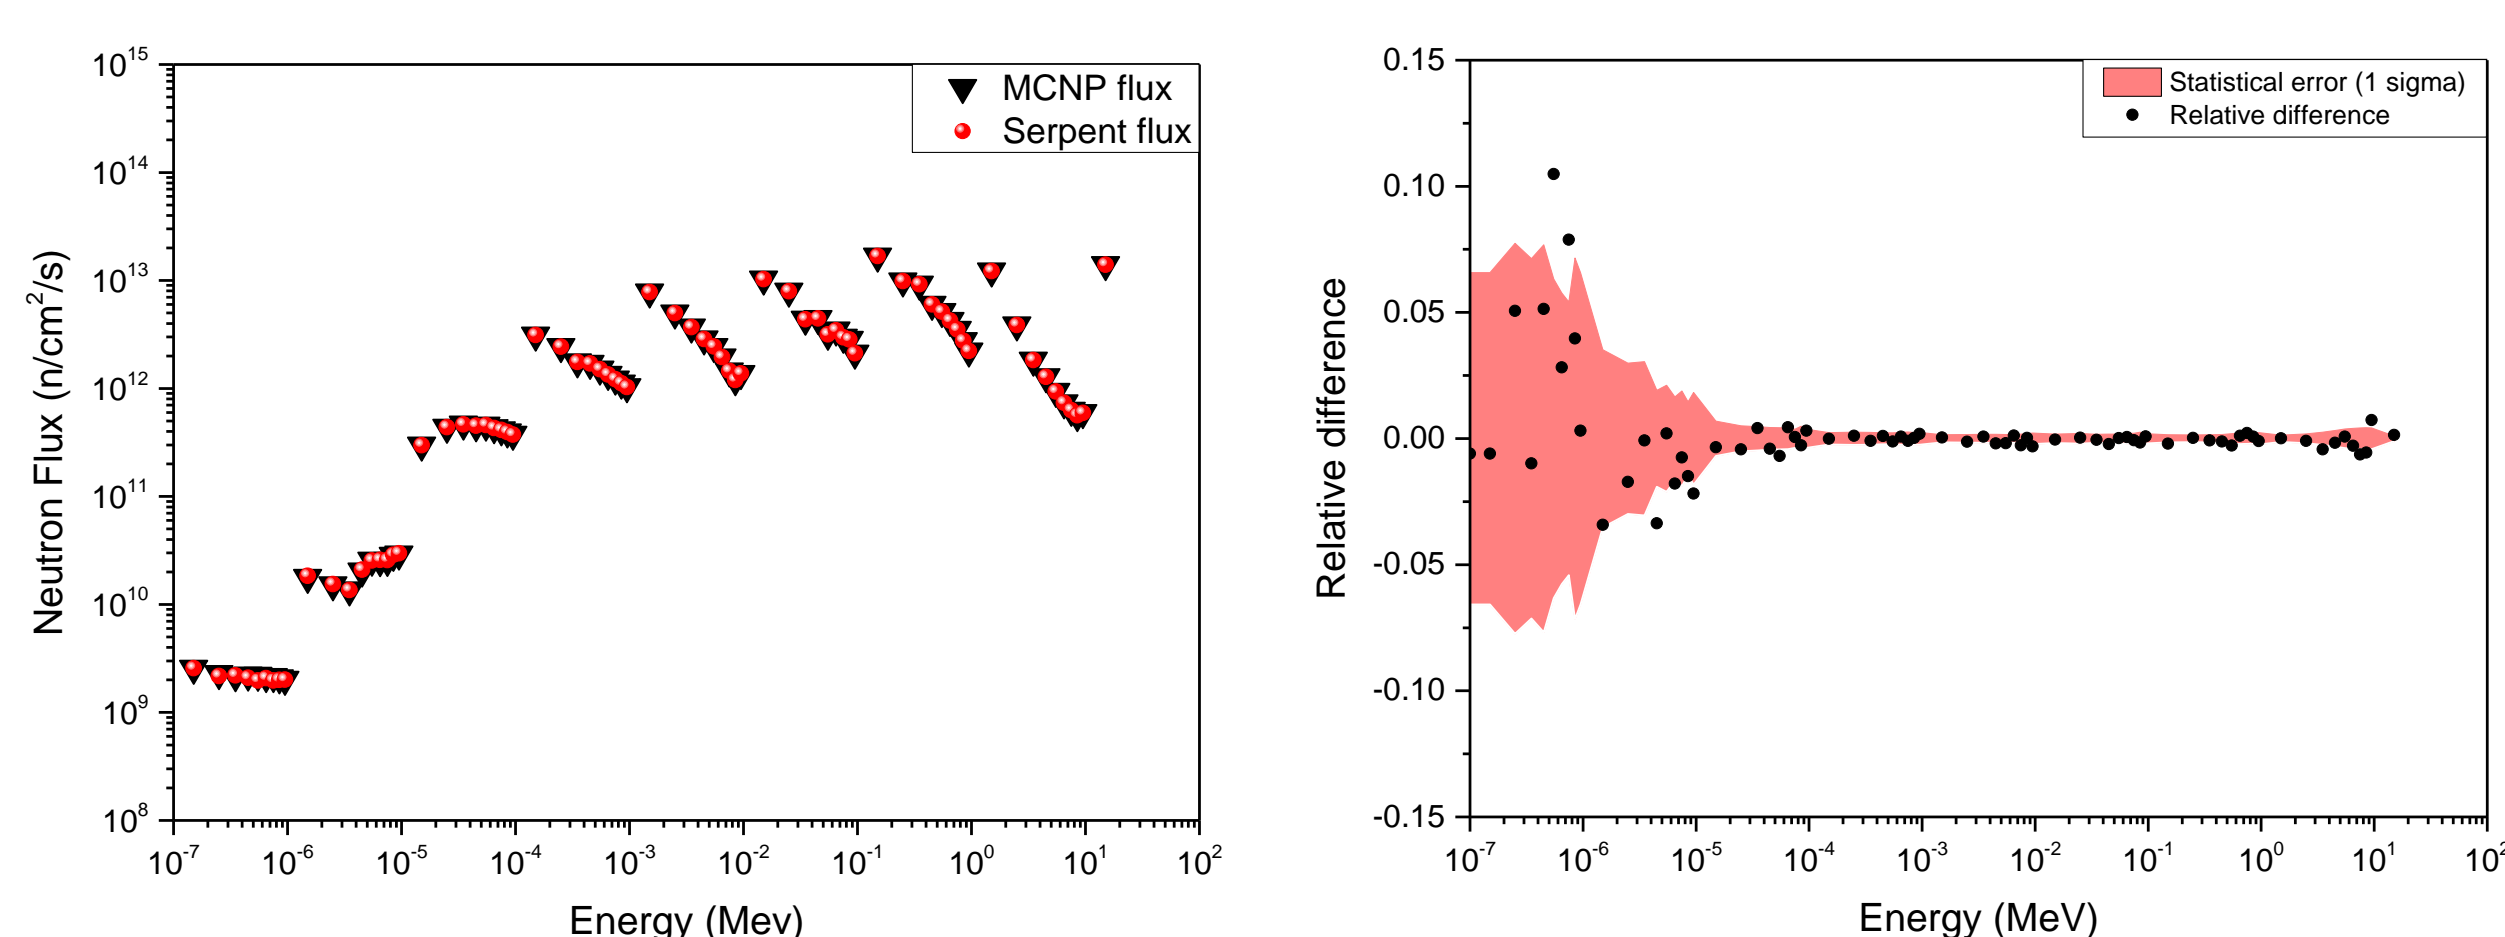 10^15
10^14
10^13
10^12
10^11
10^10
10^9
10^8
Neutron Flux (n/cm^2/s)
MCNP flux
Serpent flux
10^-7 10^-6 10^-5 10^-4 10^-3 10^-2 10^-1 10^0 10^1 10^2
Energy (Mev)
0.15
0.10
0.05
0.00
-0.05
-0.10
-0.15
Relative difference
Statistical error (1 sigma)
Relative difference
10^-7 10^-6 10^-5 10^-4 10^-3 10^-2 10^-1 10^0 10^1 10^2
Energy (MeV)